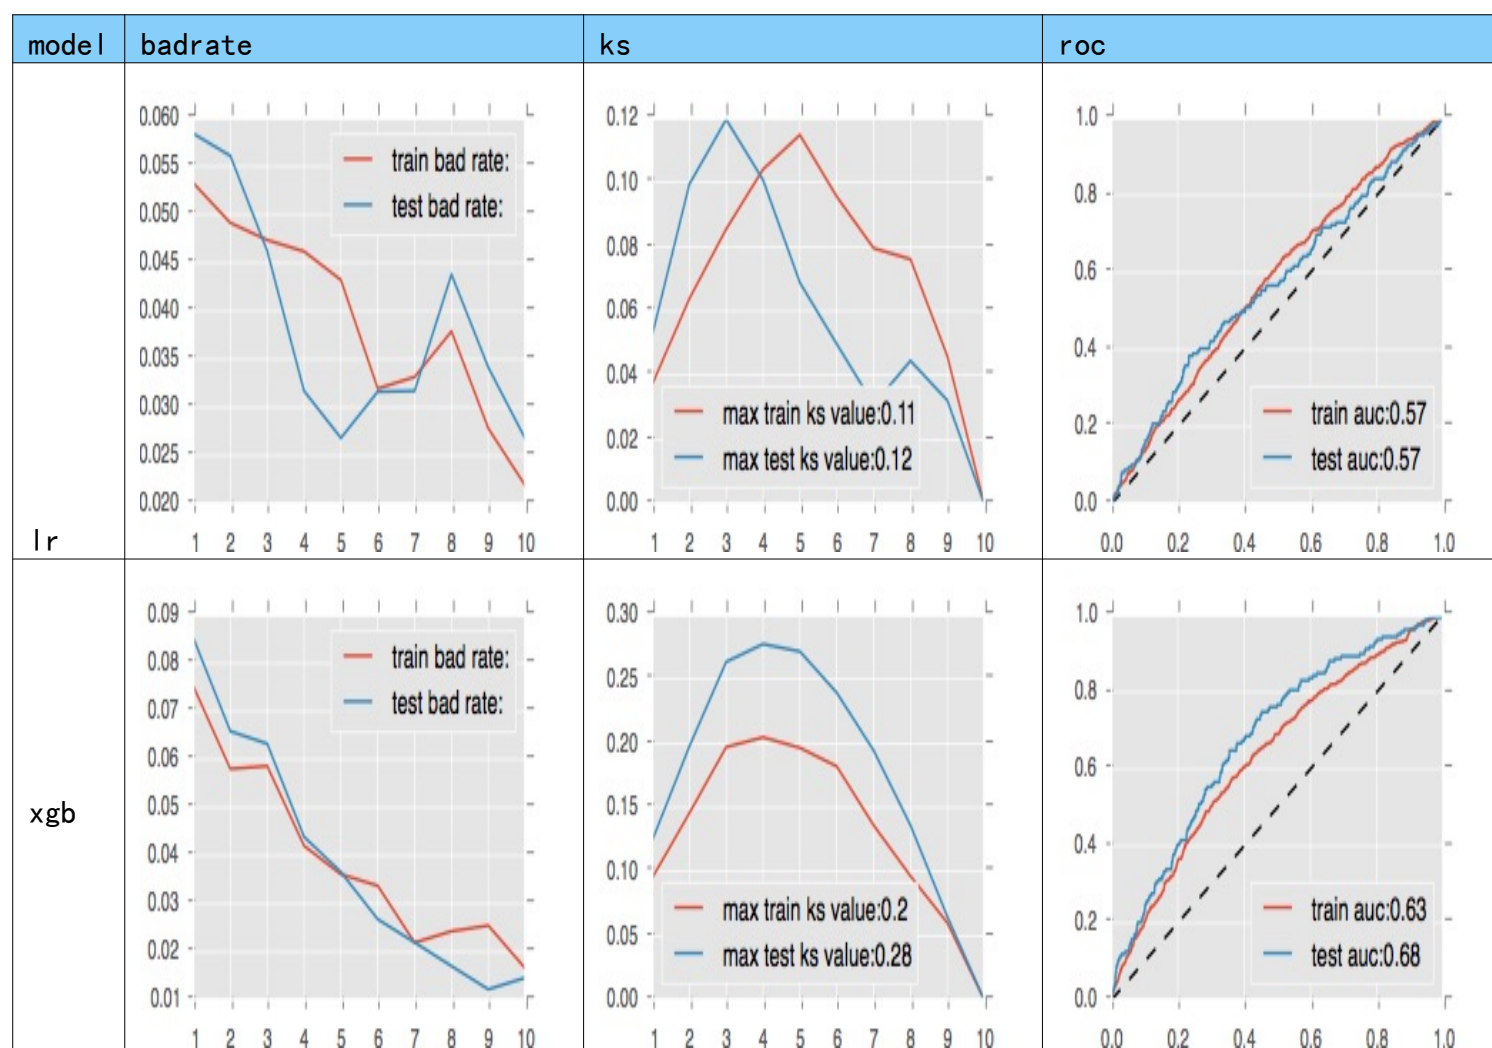 model badrate ks roc
0.060 0.055 0.050 0.045 0.040 0.035 0.030 0.025 0.020
train bad rate:
test bad rate:
1 2 3 4 5 6 7 8 9 10
0.12 0.10 0.08 0.06 0.04 0.02 0.00
max train ks value:0.11
max test ks value:0.12
1 2 3 4 5 6 7 8 9 10
1.0 0.8 0.6 0.4 0.2 0.0
train auc:0.57
test auc:0.57
0.0 0.2 0.4 0.6 0.8 1.0
lr
0.09 0.08 0.07 0.06 0.05 0.04 0.03 0.02 0.01
train bad rate:
test bad rate:
1 2 3 4 5 6 7 8 9 10
0.30 0.25 0.20 0.15 0.10 0.05 0.00
max train ks value:0.2
max test ks value:0.28
1 2 3 4 5 6 7 8 9 10
1.0 0.8 0.6 0.4 0.2 0.0
train auc:0.63
test auc:0.68
0.0 0.2 0.4 0.6 0.8 1.0
xgb